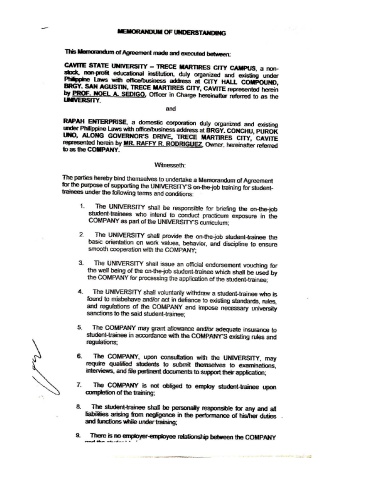 MEMORANDUM OF UNDERSTANDING
This Memorandum of Agreement made and executed between:
CAVITE STATE UNIVERSITY – TRECE MARTIRES CITY CAMPUS, a non-
stock, non-profit educational institution, duly organized and existing under
Philippine Laws with office/business address at CITY HALL COMPOUND,
BRGY. SAN AGUSTIN, TRECE MARTIRES CITY, CAVITE represented herein
by PROF. NOEL A. SEDIGO, Officer in Charge hereinafter referred to as the
UNIVERSITY.
and
RAPAH ENTERPRISE, a domestic corporation duly organized and existing
under Philippine Laws with office/business address at BRGY. CONCHU, PUROK
UNO, ALONG GOVERNOR'S DRIVE, TRECE MARTIRES CITY, CAVITE
represented herein by MR. RAFFY R. RODRIGUEZ, Owner, hereinafter referred
to as the COMPANY.
Witnesseth:
The parties hereby bind themselves to undertake a Memorandum of Agreement
for the purpose of supporting the UNIVERSITY'S on-the-job training for student-
trainees under the following terms and conditions:
1. The UNIVERSITY shall be responsible for briefing the on-the-job
student-trainees who intend to conduct practicum exposure in the
COMPANY as part of the UNIVERSITY'S curriculum;
2. The UNIVERSITY shall provide the on-the-job student-trainee the
basic orientation on work values, behavior, and discipline to ensure
smooth cooperation with the COMPANY;
3. The UNIVERSITY shall issue an official endorsement vouching for
the well being of the on-the-job student-trainee which shall be used by
the COMPANY for processing the application of the student-trainee;
4. The UNIVERSITY shall voluntarily withdraw a student-trainee who is
found to misbehave and/or act in defiance to existing standards, rules,
and regulations of the COMPANY and impose necessary university
sanctions to the said student-trainee;
5. The COMPANY may grant allowance and/or adequate insurance to
student-trainee in accordance with the COMPANY'S existing rules and
regulations;
6. The COMPANY, upon consultation with the UNIVERSITY, may
require qualified students to submit themselves to examinations,
interviews, and file pertinent documents to support their application;
7. The COMPANY is not obliged to employ student-trainee upon
completion of the training;
8. The student-trainee shall be personally responsible for any and all
liabilities arising from negligence in the performance of his/her duties
and functions while under training;
9. There is no employer-employee relationship between the COMPANY